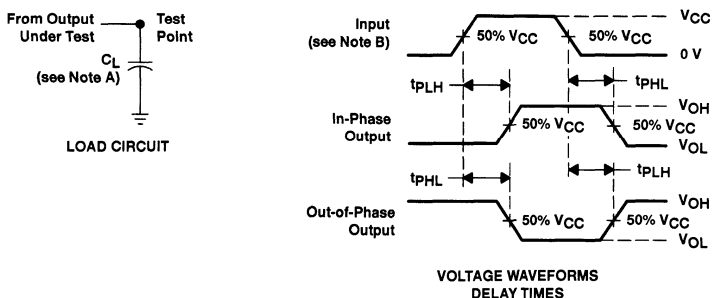 From Output
Under Test
Test
Point
CL
(see Note A)
LOAD CIRCUIT
Input
(see Note B)
50% VCC
50% VCC
VCC
0 V
tPLH
tPHL
In-Phase
Output
50% VCC
50% VCC
VOH
VOL
tPHL
tPLH
Out-of-Phase
Output
50% VCC
50% VCC
VOH
VOL
VOLTAGE WAVEFORMS
DELAY TIMES